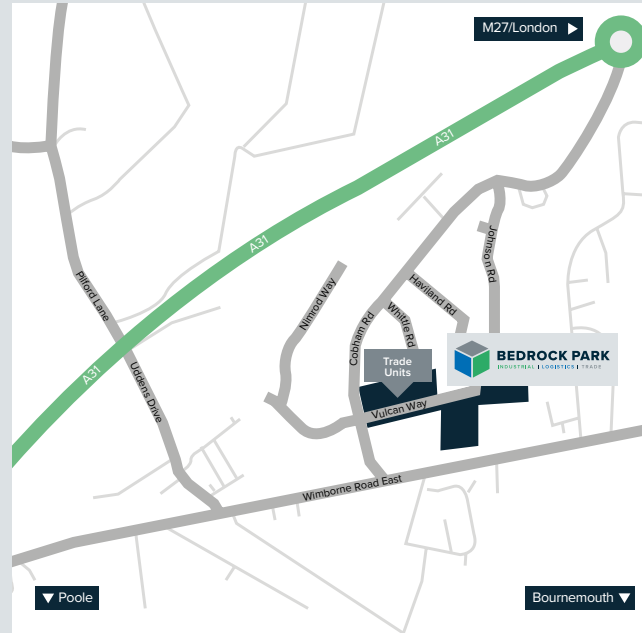 M27/London ▶
A31
A31
A31
Pilford Lane
Uddens Drive
Nimrod Way
Cobham Rd
Whittle Rd
Haviland Rd
Johnson Rd
Trade
Units
BEDROCK PARK
INDUSTRIAL | LOGISTICS | TRADE
Vulcan Way
Wimborne Road East
▼ Poole
Bournemouth ▼